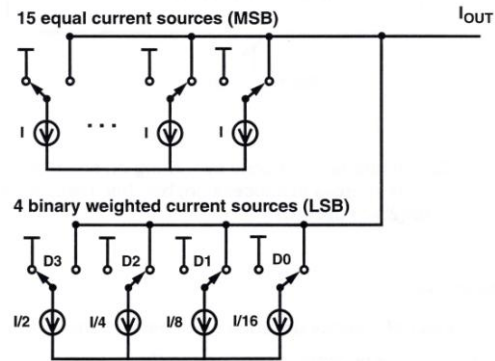 15 equal current sources (MSB)
IOUT
I
...
I
I
4 binary weighted current sources (LSB)
D3
D2
D1
D0
I/2
I/4
I/8
I/16